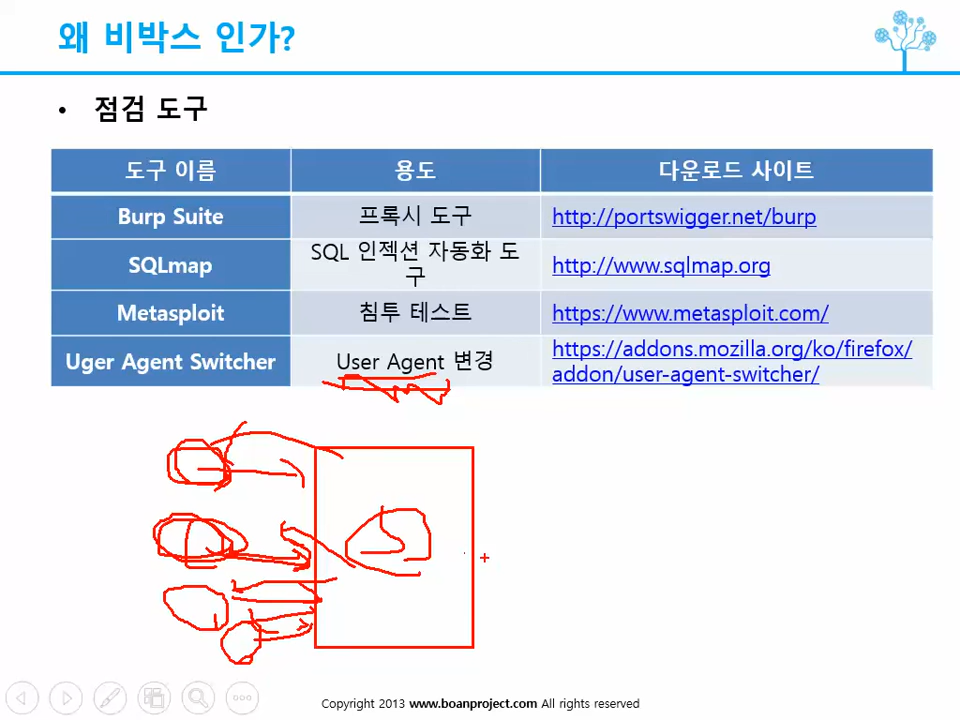 왜 비박스 인가?
• 점검 도구
도구 이름 용도 다운로드 사이트
Burp Suite 프록시 도구 http://portswigger.net/burp
SQLmap SQL 인젝션 자동화 도
구 http://www.sqlmap.org
Metasploit 침투 테스트 https://www.metasploit.com/
Uger Agent Switcher User Agent 변경 https://addons.mozilla.org/ko/firefox/
addon/user-agent-switcher/
Copyright 2013 www.boanproject.com All rights reserved